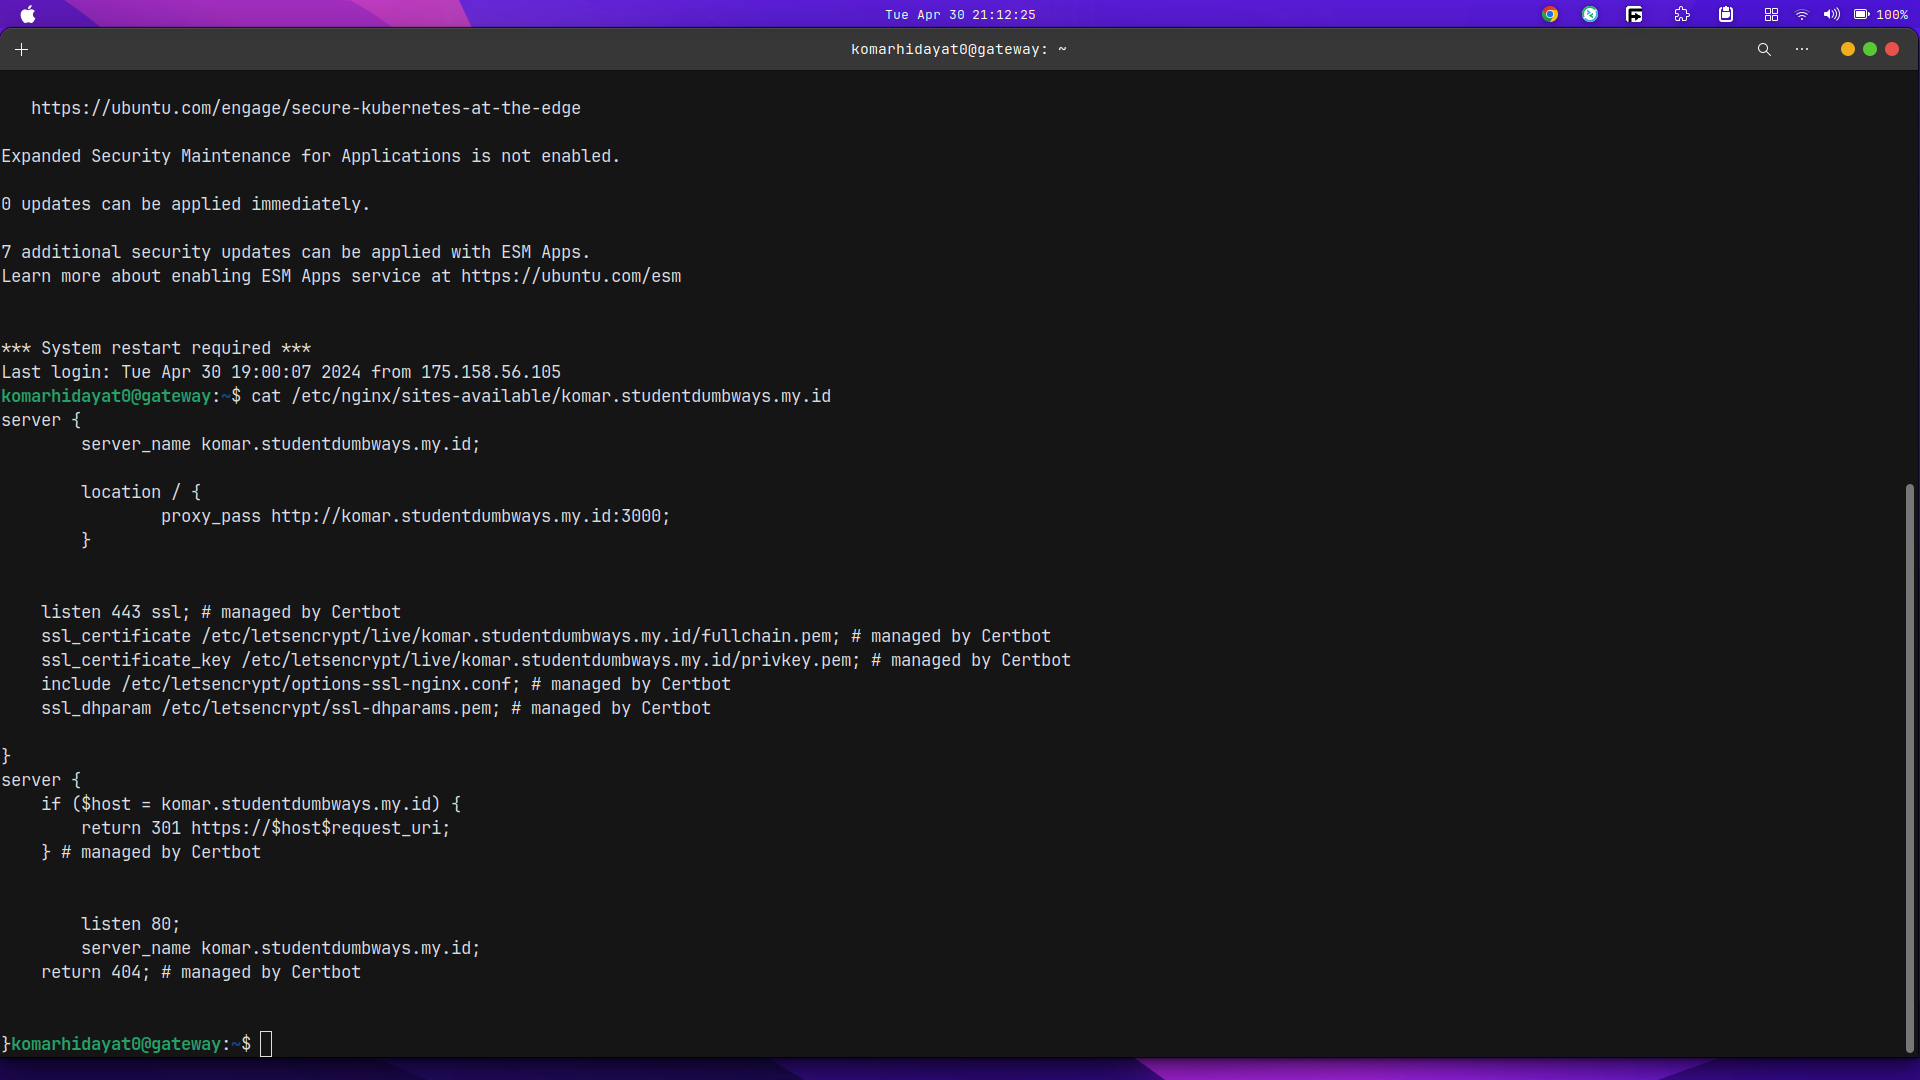 Tue Apr 30 21:12:25
100%
komarhidayat0@gateway: ~
https://ubuntu.com/engage/secure-kubernetes-at-the-edge
Expanded Security Maintenance for Applications is not enabled.
0 updates can be applied immediately.
7 additional security updates can be applied with ESM Apps.
Learn more about enabling ESM Apps service at https://ubuntu.com/esm
*** System restart required ***
Last login: Tue Apr 30 19:00:07 2024 from 175.158.56.105
komarhidayat0@gateway:~$ cat /etc/nginx/sites-available/komar.studentdumbways.my.id
server {
        server_name komar.studentdumbways.my.id;
        location / {
                proxy_pass http://komar.studentdumbways.my.id:3000;
        }
    listen 443 ssl; # managed by Certbot
    ssl_certificate /etc/letsencrypt/live/komar.studentdumbways.my.id/fullchain.pem; # managed by Certbot
    ssl_certificate_key /etc/letsencrypt/live/komar.studentdumbways.my.id/privkey.pem; # managed by Certbot
    include /etc/letsencrypt/options-ssl-nginx.conf; # managed by Certbot
    ssl_dhparam /etc/letsencrypt/ssl-dhparams.pem; # managed by Certbot
}
server {
    if ($host = komar.studentdumbways.my.id) {
        return 301 https://$host$request_uri;
    } # managed by Certbot
        listen 80;
        server_name komar.studentdumbways.my.id;
    return 404; # managed by Certbot
}komarhidayat0@gateway:~$